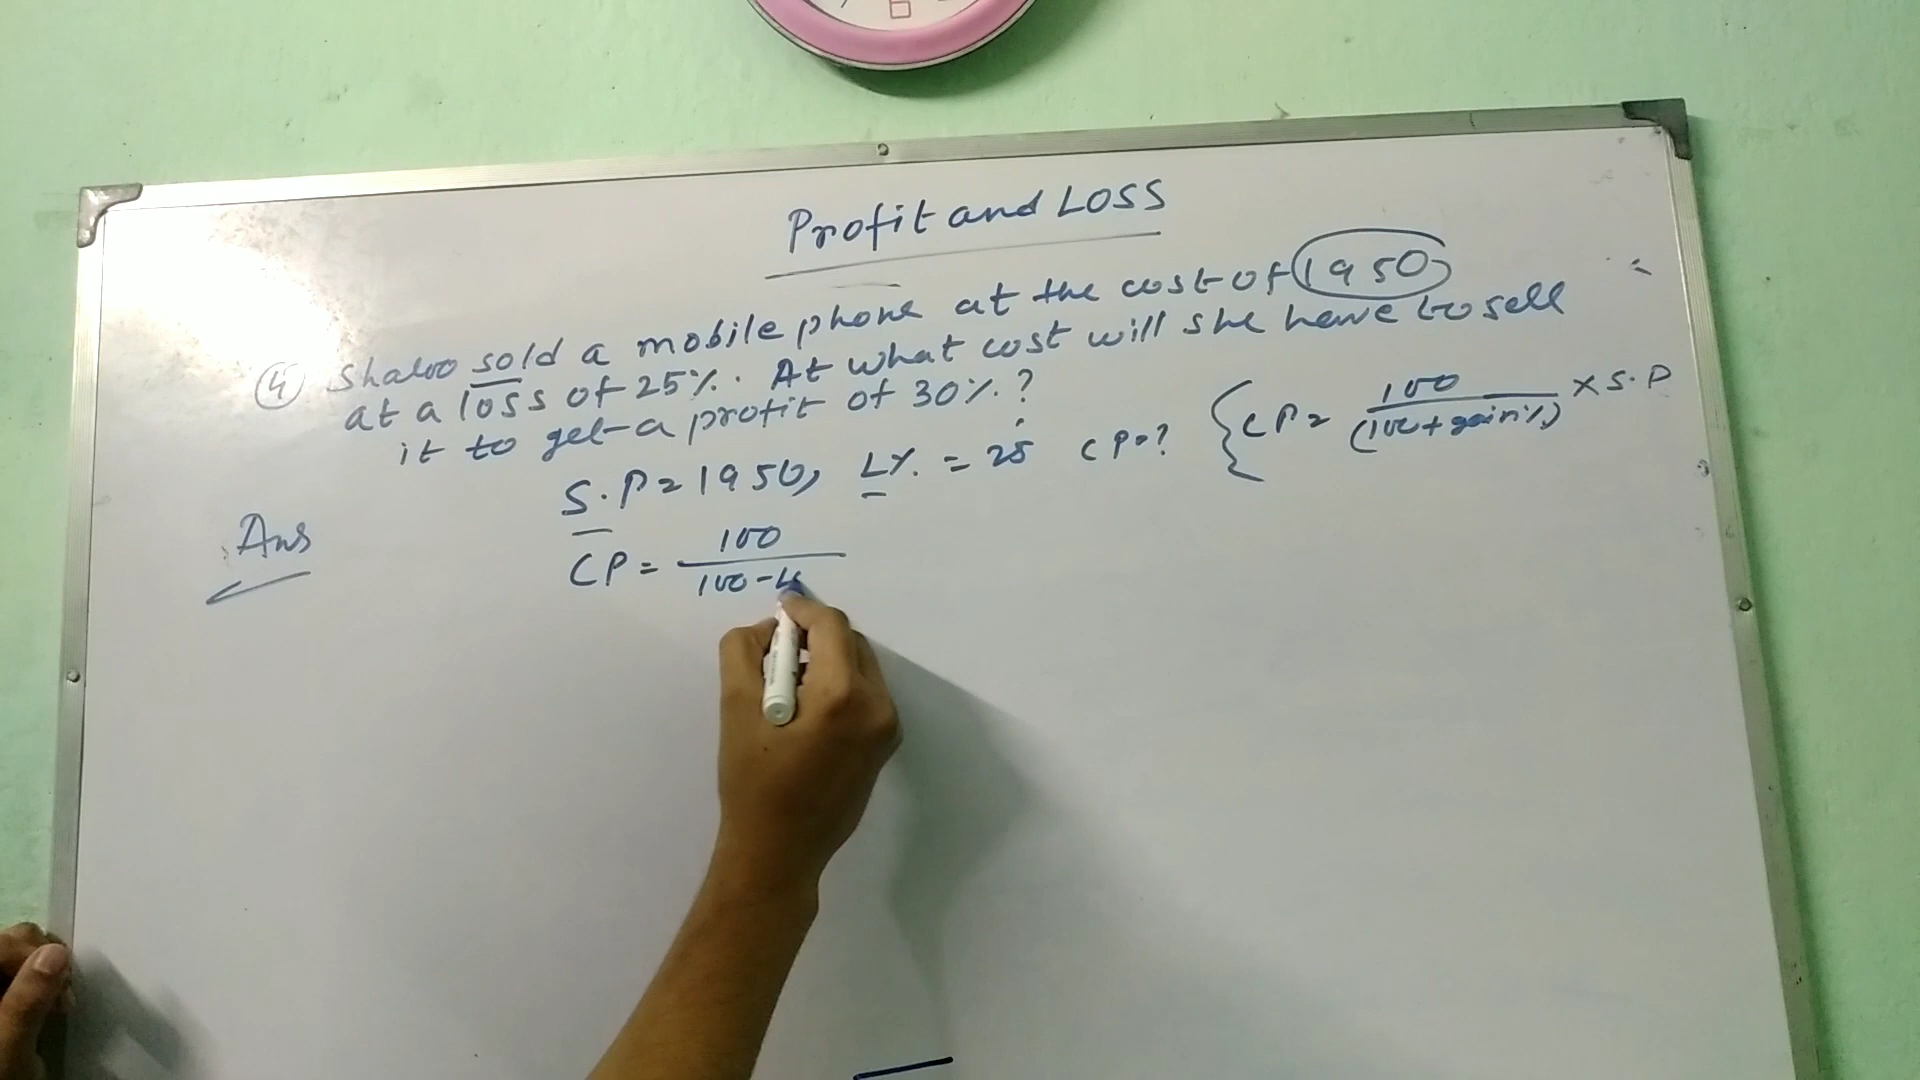 Profit and Loss
④ Shaloo sold a mobile phone at the cost of 1950
at a loss of 25%. At what cost will she have to sell
it to get a profit of 30%.?
Ans S.P=1950, L%. = 25 CP=? { CP= 100/(100+gain%) × S.P
CP= 100/100-